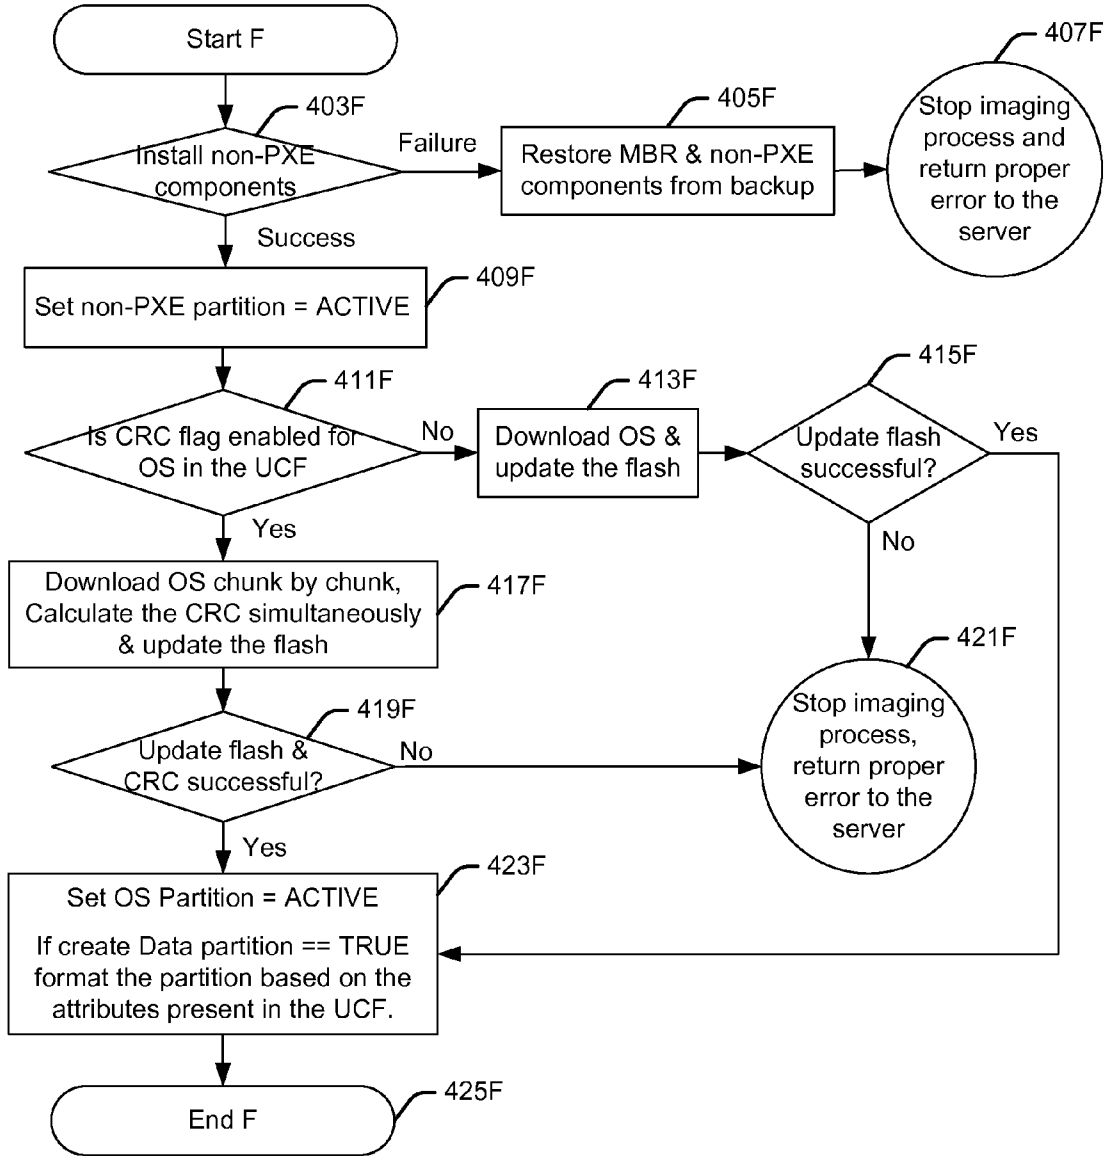 Start F
403F
Install non-PXE
components
Failure
405F
Restore MBR & non-PXE
components from backup
407F
Stop imaging
process and
return proper
error to the
server
Success
409F
Set non-PXE partition = ACTIVE
411F
Is CRC flag enabled for
OS in the UCF
No
413F
Download OS &
update the flash
415F
Update flash
successful?
Yes
No
Yes
417F
Download OS chunk by chunk,
Calculate the CRC simultaneously
& update the flash
419F
Update flash &
CRC successful?
No
421F
Stop imaging
process,
return proper
error to the
server
Yes
423F
Set OS Partition = ACTIVE
If create Data partition == TRUE
format the partition based on the
attributes present in the UCF.
425F
End F